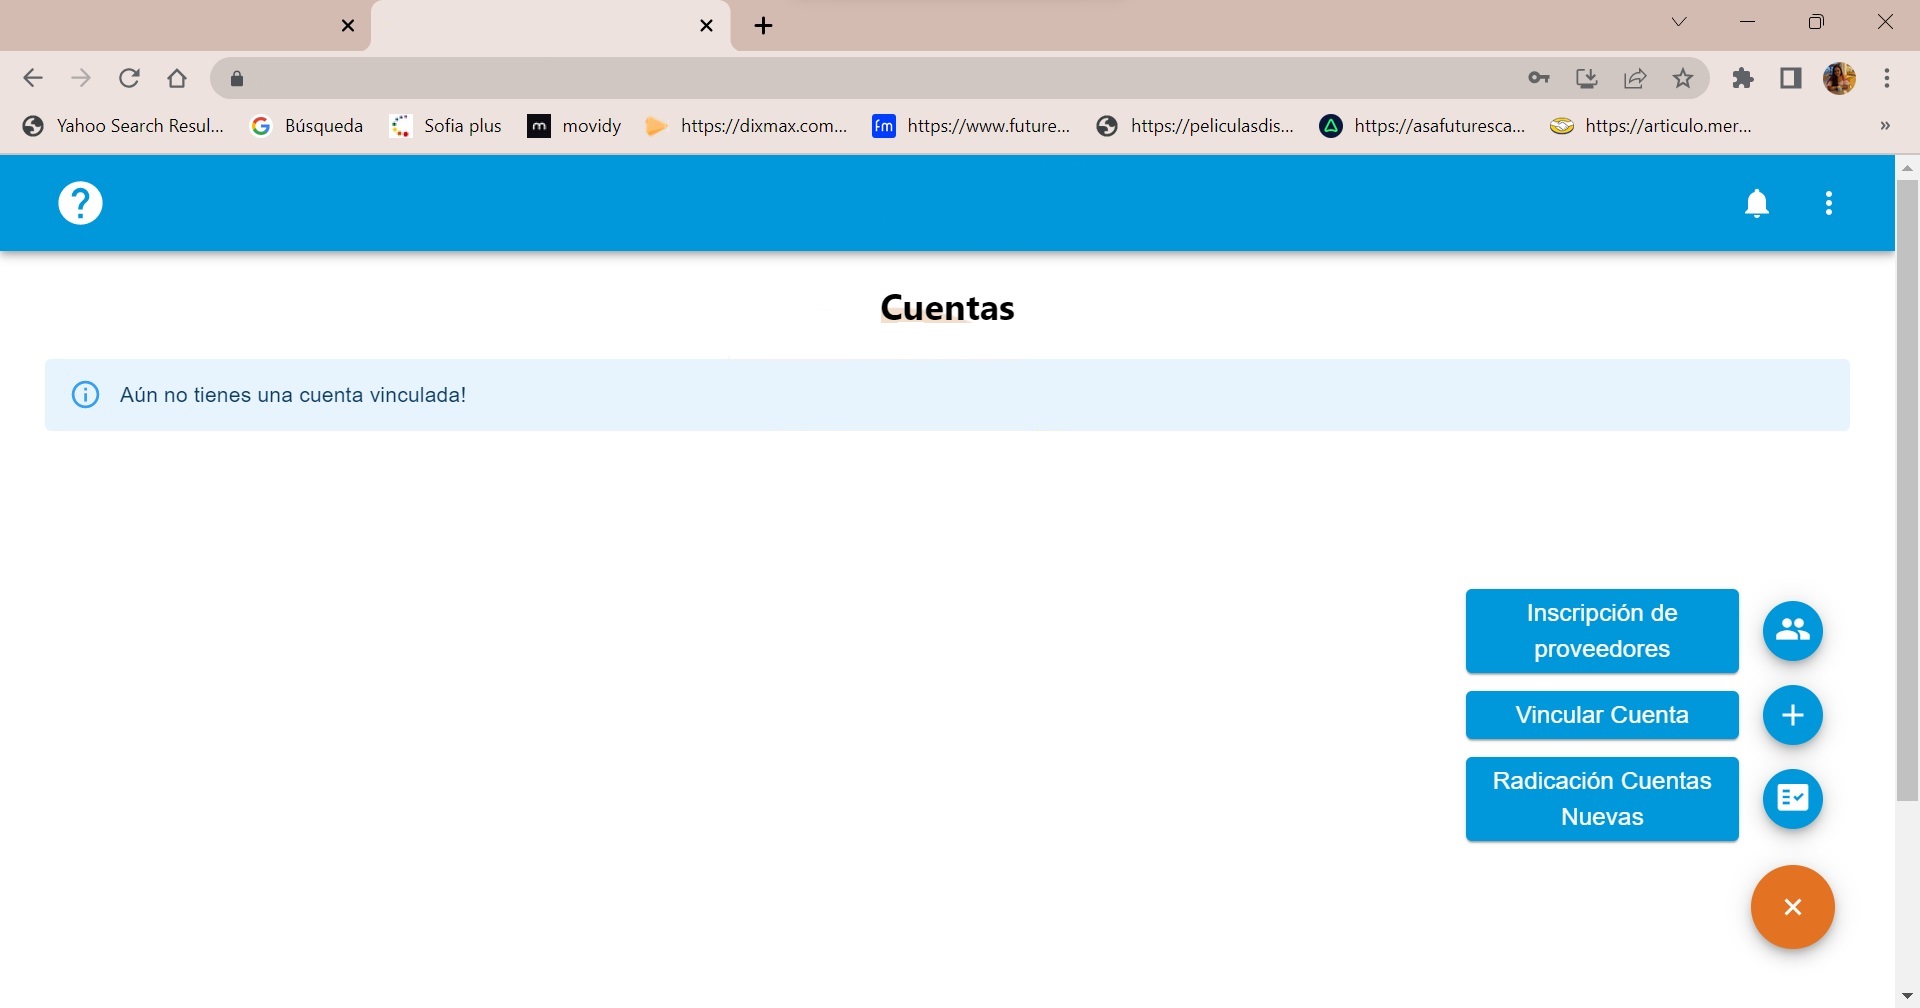 Yahoo Search Resul...
Búsqueda
Sofia plus
m
movidy
https://dixmax.com...
fm
https://www.future...
https://peliculasdis...
https://asafuturesca...
https://articulo.mer...
Cuentas
Aún no tienes una cuenta vinculada!
Inscripción de
proveedores
Vincular Cuenta
Radicación Cuentas
Nuevas